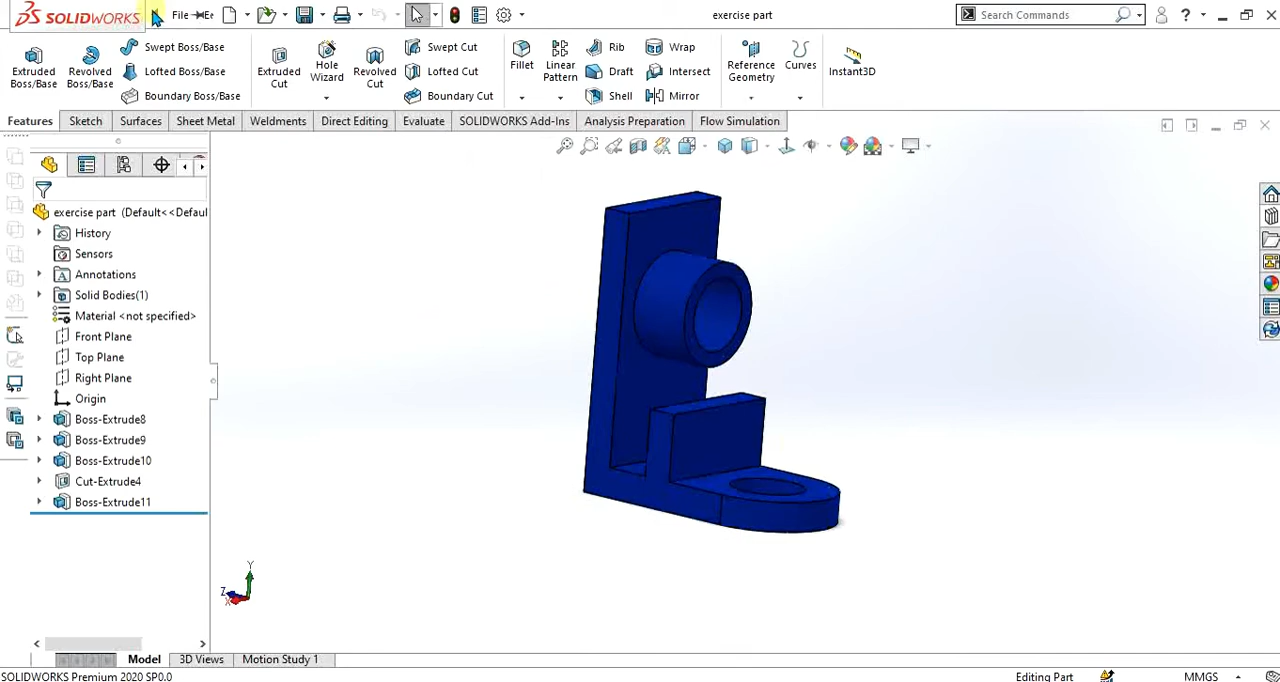 SOLIDWORKS File exercise part Search Commands ?
Extruded Boss/Base
Revolved Boss/Base
Swept Boss/Base
Lofted Boss/Base
Boundary Boss/Base
Extruded Cut
Hole Wizard
Revolved Cut
Swept Cut
Lofted Cut
Boundary Cut
Fillet
Linear Pattern
Rib
Draft
Shell
Wrap
Intersect
Mirror
Reference Geometry
Curves
Instant3D
Features Sketch Surfaces Sheet Metal Weldments Direct Editing Evaluate SOLIDWORKS Add-Ins Analysis Preparation Flow Simulation
exercise part (Default<<Defaul
History
Sensors
Annotations
Solid Bodies(1)
Material <not specified>
Front Plane
Top Plane
Right Plane
Origin
Boss-Extrude8
Boss-Extrude9
Boss-Extrude10
Cut-Extrude4
Boss-Extrude11
Y
Z
X
Model 3D Views Motion Study 1
SOLIDWORKS Premium 2020 SP0.0 Editing Part MMGS